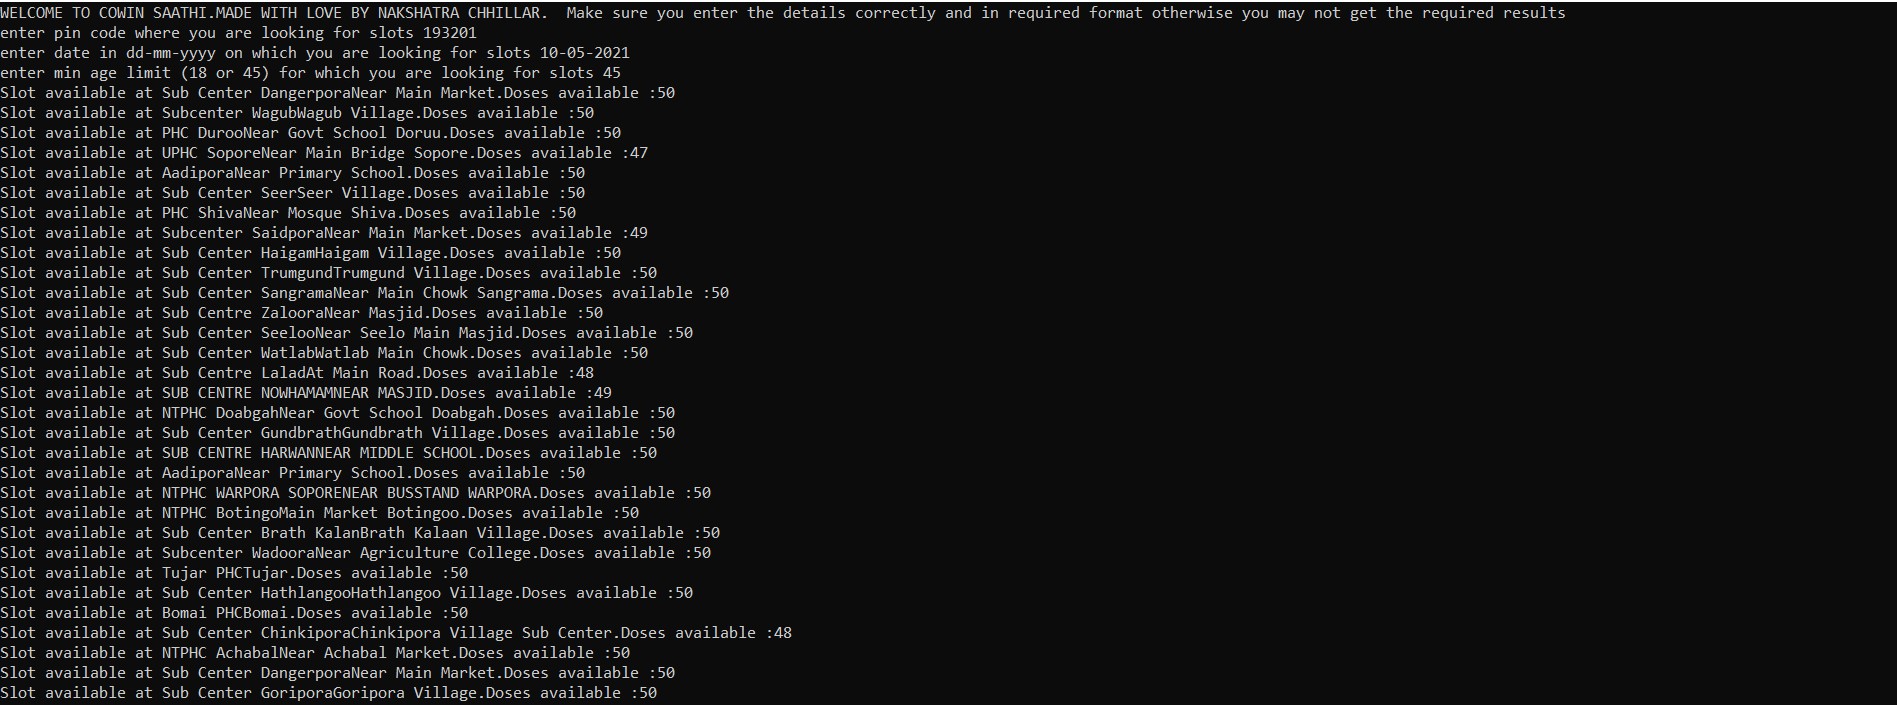 WELCOME TO COWIN SAATHI.MADE WITH LOVE BY NAKSHATRA CHHILLAR.  Make sure you enter the details correctly and in required format otherwise you may not get the required results
enter pin code where you are looking for slots 193201
enter date in dd-mm-yyyy on which you are looking for slots 10-05-2021
enter min age limit (18 or 45) for which you are looking for slots 45
Slot available at Sub Center DangerporaNear Main Market.Doses available :50
Slot available at Subcenter WagubWagub Village.Doses available :50
Slot available at PHC DurooNear Govt School Doruu.Doses available :50
Slot available at UPHC SoporeNear Main Bridge Sopore.Doses available :47
Slot available at AadiporaNear Primary School.Doses available :50
Slot available at Sub Center SeerSeer Village.Doses available :50
Slot available at PHC ShivaNear Mosque Shiva.Doses available :50
Slot available at Subcenter SaidporaNear Main Market.Doses available :49
Slot available at Sub Center HaigamHaigam Village.Doses available :50
Slot available at Sub Center TrumgundTrumgund Village.Doses available :50
Slot available at Sub Center SangramaNear Main Chowk Sangrama.Doses available :50
Slot available at Sub Centre ZalooraNear Masjid.Doses available :50
Slot available at Sub Center SeelooNear Seelo Main Masjid.Doses available :50
Slot available at Sub Center WatlabWatlab Main Chowk.Doses available :50
Slot available at Sub Centre LaladAt Main Road.Doses available :48
Slot available at SUB CENTRE NOWHAMAMNEAR MASJID.Doses available :49
Slot available at NTPHC DoabgahNear Govt School Doabgah.Doses available :50
Slot available at Sub Center GundbrathGundbrath Village.Doses available :50
Slot available at SUB CENTRE HARWANNEAR MIDDLE SCHOOL.Doses available :50
Slot available at AadiporaNear Primary School.Doses available :50
Slot available at NTPHC WARPORA SOPORENEAR BUSSTAND WARPORA.Doses available :50
Slot available at NTPHC BotingoMain Market Botingoo.Doses available :50
Slot available at Sub Center Brath KalanBrath Kalaan Village.Doses available :50
Slot available at Subcenter WadooraNear Agriculture College.Doses available :50
Slot available at Tujar PHCTujar.Doses available :50
Slot available at Sub Center HathlangooHathlangoo Village.Doses available :50
Slot available at Bomai PHCBomai.Doses available :50
Slot available at Sub Center ChinkiporaChinkipora Village Sub Center.Doses available :48
Slot available at NTPHC AchabalNear Achabal Market.Doses available :50
Slot available at Sub Center DangerporaNear Main Market.Doses available :50
Slot available at Sub Center GoriporaGoripora Village.Doses available :50